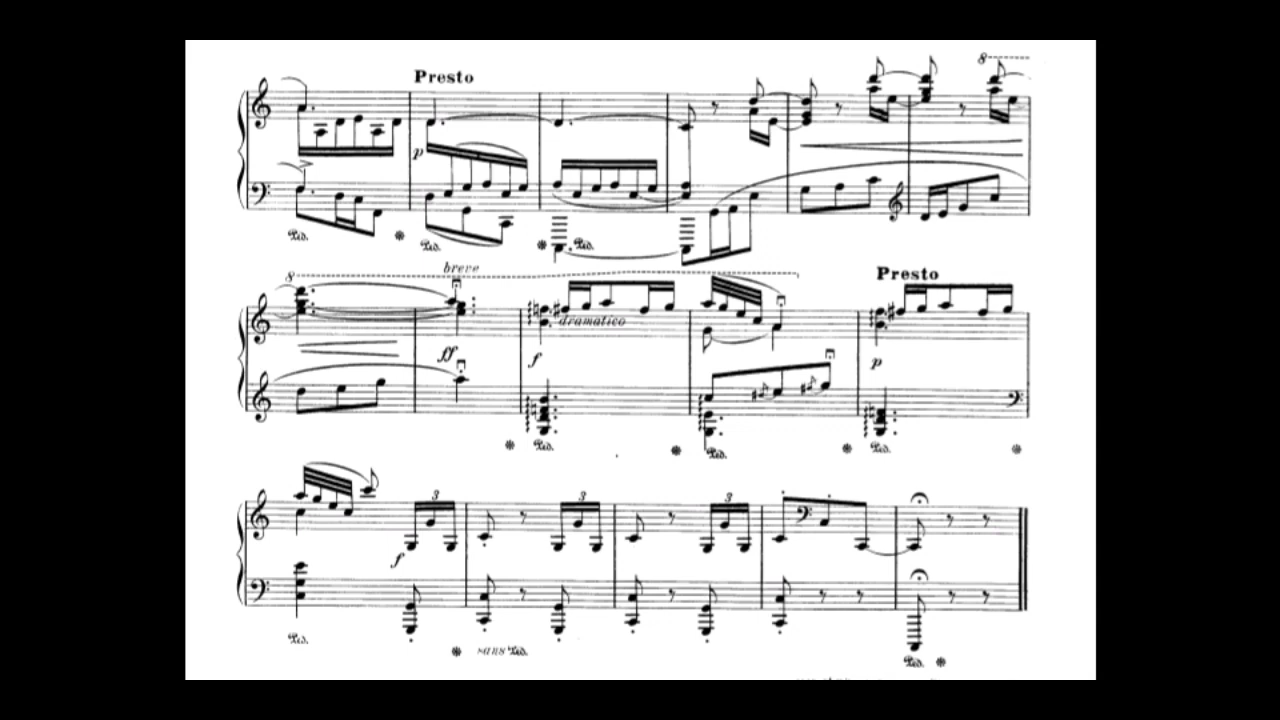 8
Presto
p
Ped. Ped. Ped.
8
breve
Presto
dramatico
ff
f
p
Ped. Ped. Ped.
3 3 3
f
Ped. sans Ped. Ped.